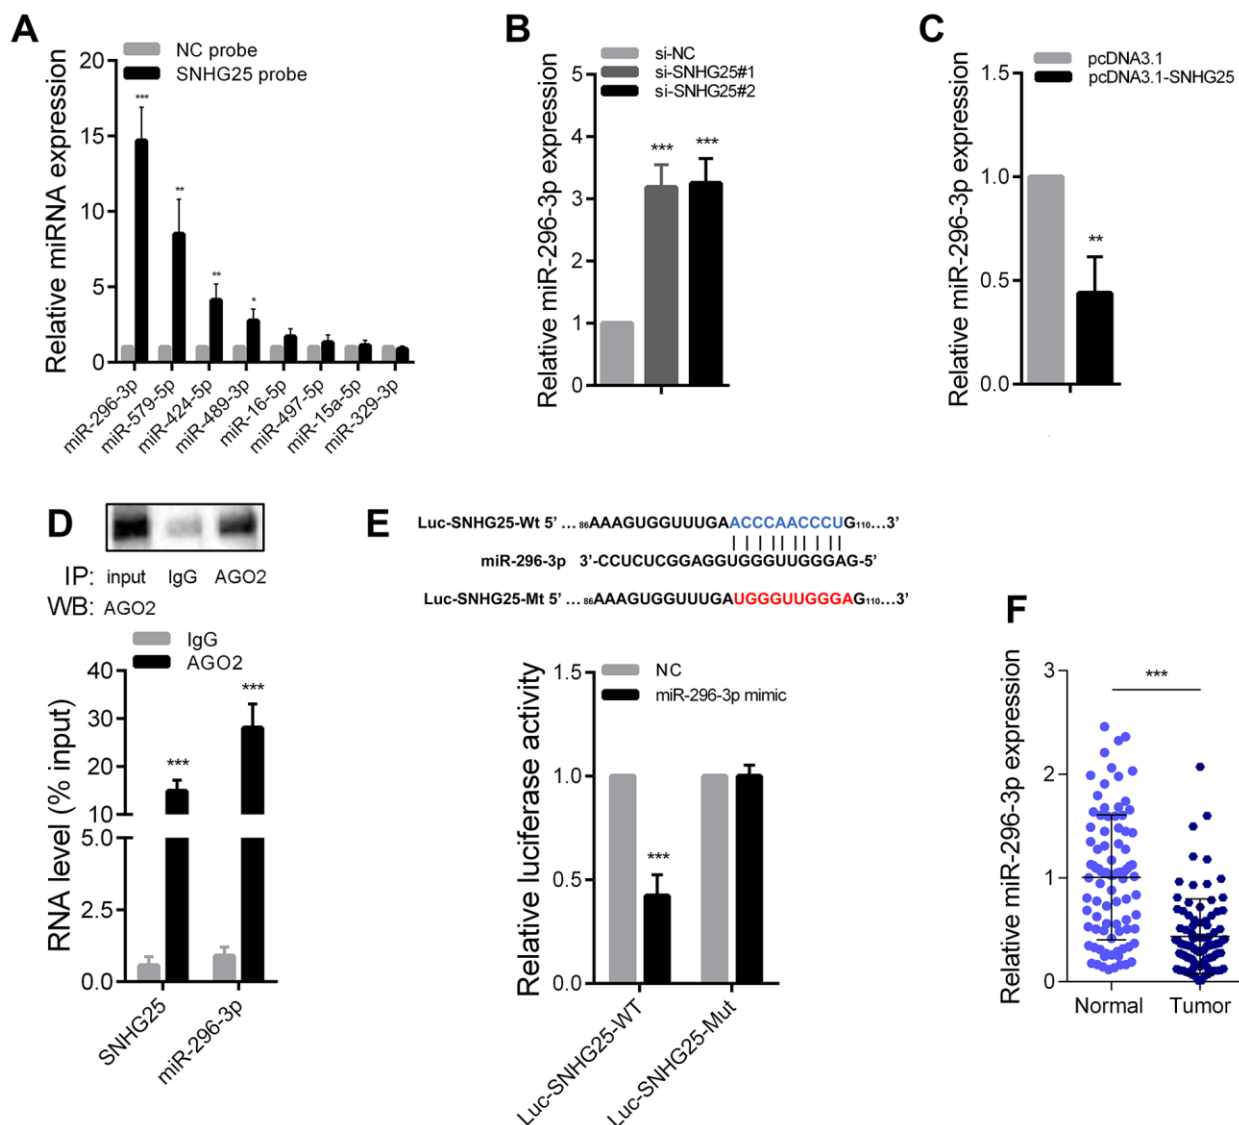 A
NC probe
SNHG25 probe
Relative miRNA expression
20
15
10
5
0
***
**
**
*
miR-296-3p
miR-579-5p
miR-424-5p
miR-489-3p
miR-16-5p
miR-497-5p
miR-15a-5p
miR-329-3p
B
si-NC
si-SNHG25#1
si-SNHG25#2
Relative miR-296-3p expression
5
4
3
2
1
0
***
***
C
pcDNA3.1
pcDNA3.1-SNHG25
Relative miR-296-3p expression
1.5
1.0
0.5
0.0
**
D
IP: input IgG AGO2
WB: AGO2
IgG
AGO2
RNA level (% input)
40
30
20
10
5.0
2.5
0.0
***
***
SNHG25
miR-296-3p
E
Luc-SNHG25-Wt 5’ ... 86AAAGUGGUUUGAACCCAACCCUG110...3’
miR-296-3p 3’-CCUCUCGGAGGUGGGUUGGGAG-5’
Luc-SNHG25-Mt 5’ ... 86AAAGUGGUUUGAUGGGUUGGGAG110...3’
NC
miR-296-3p mimic
Relative luciferase activity
1.5
1.0
0.5
0.0
***
Luc-SNHG25-WT
Luc-SNHG25-Mut
F
Relative miR-296-3p expression
3
2
1
0
***
Normal
Tumor